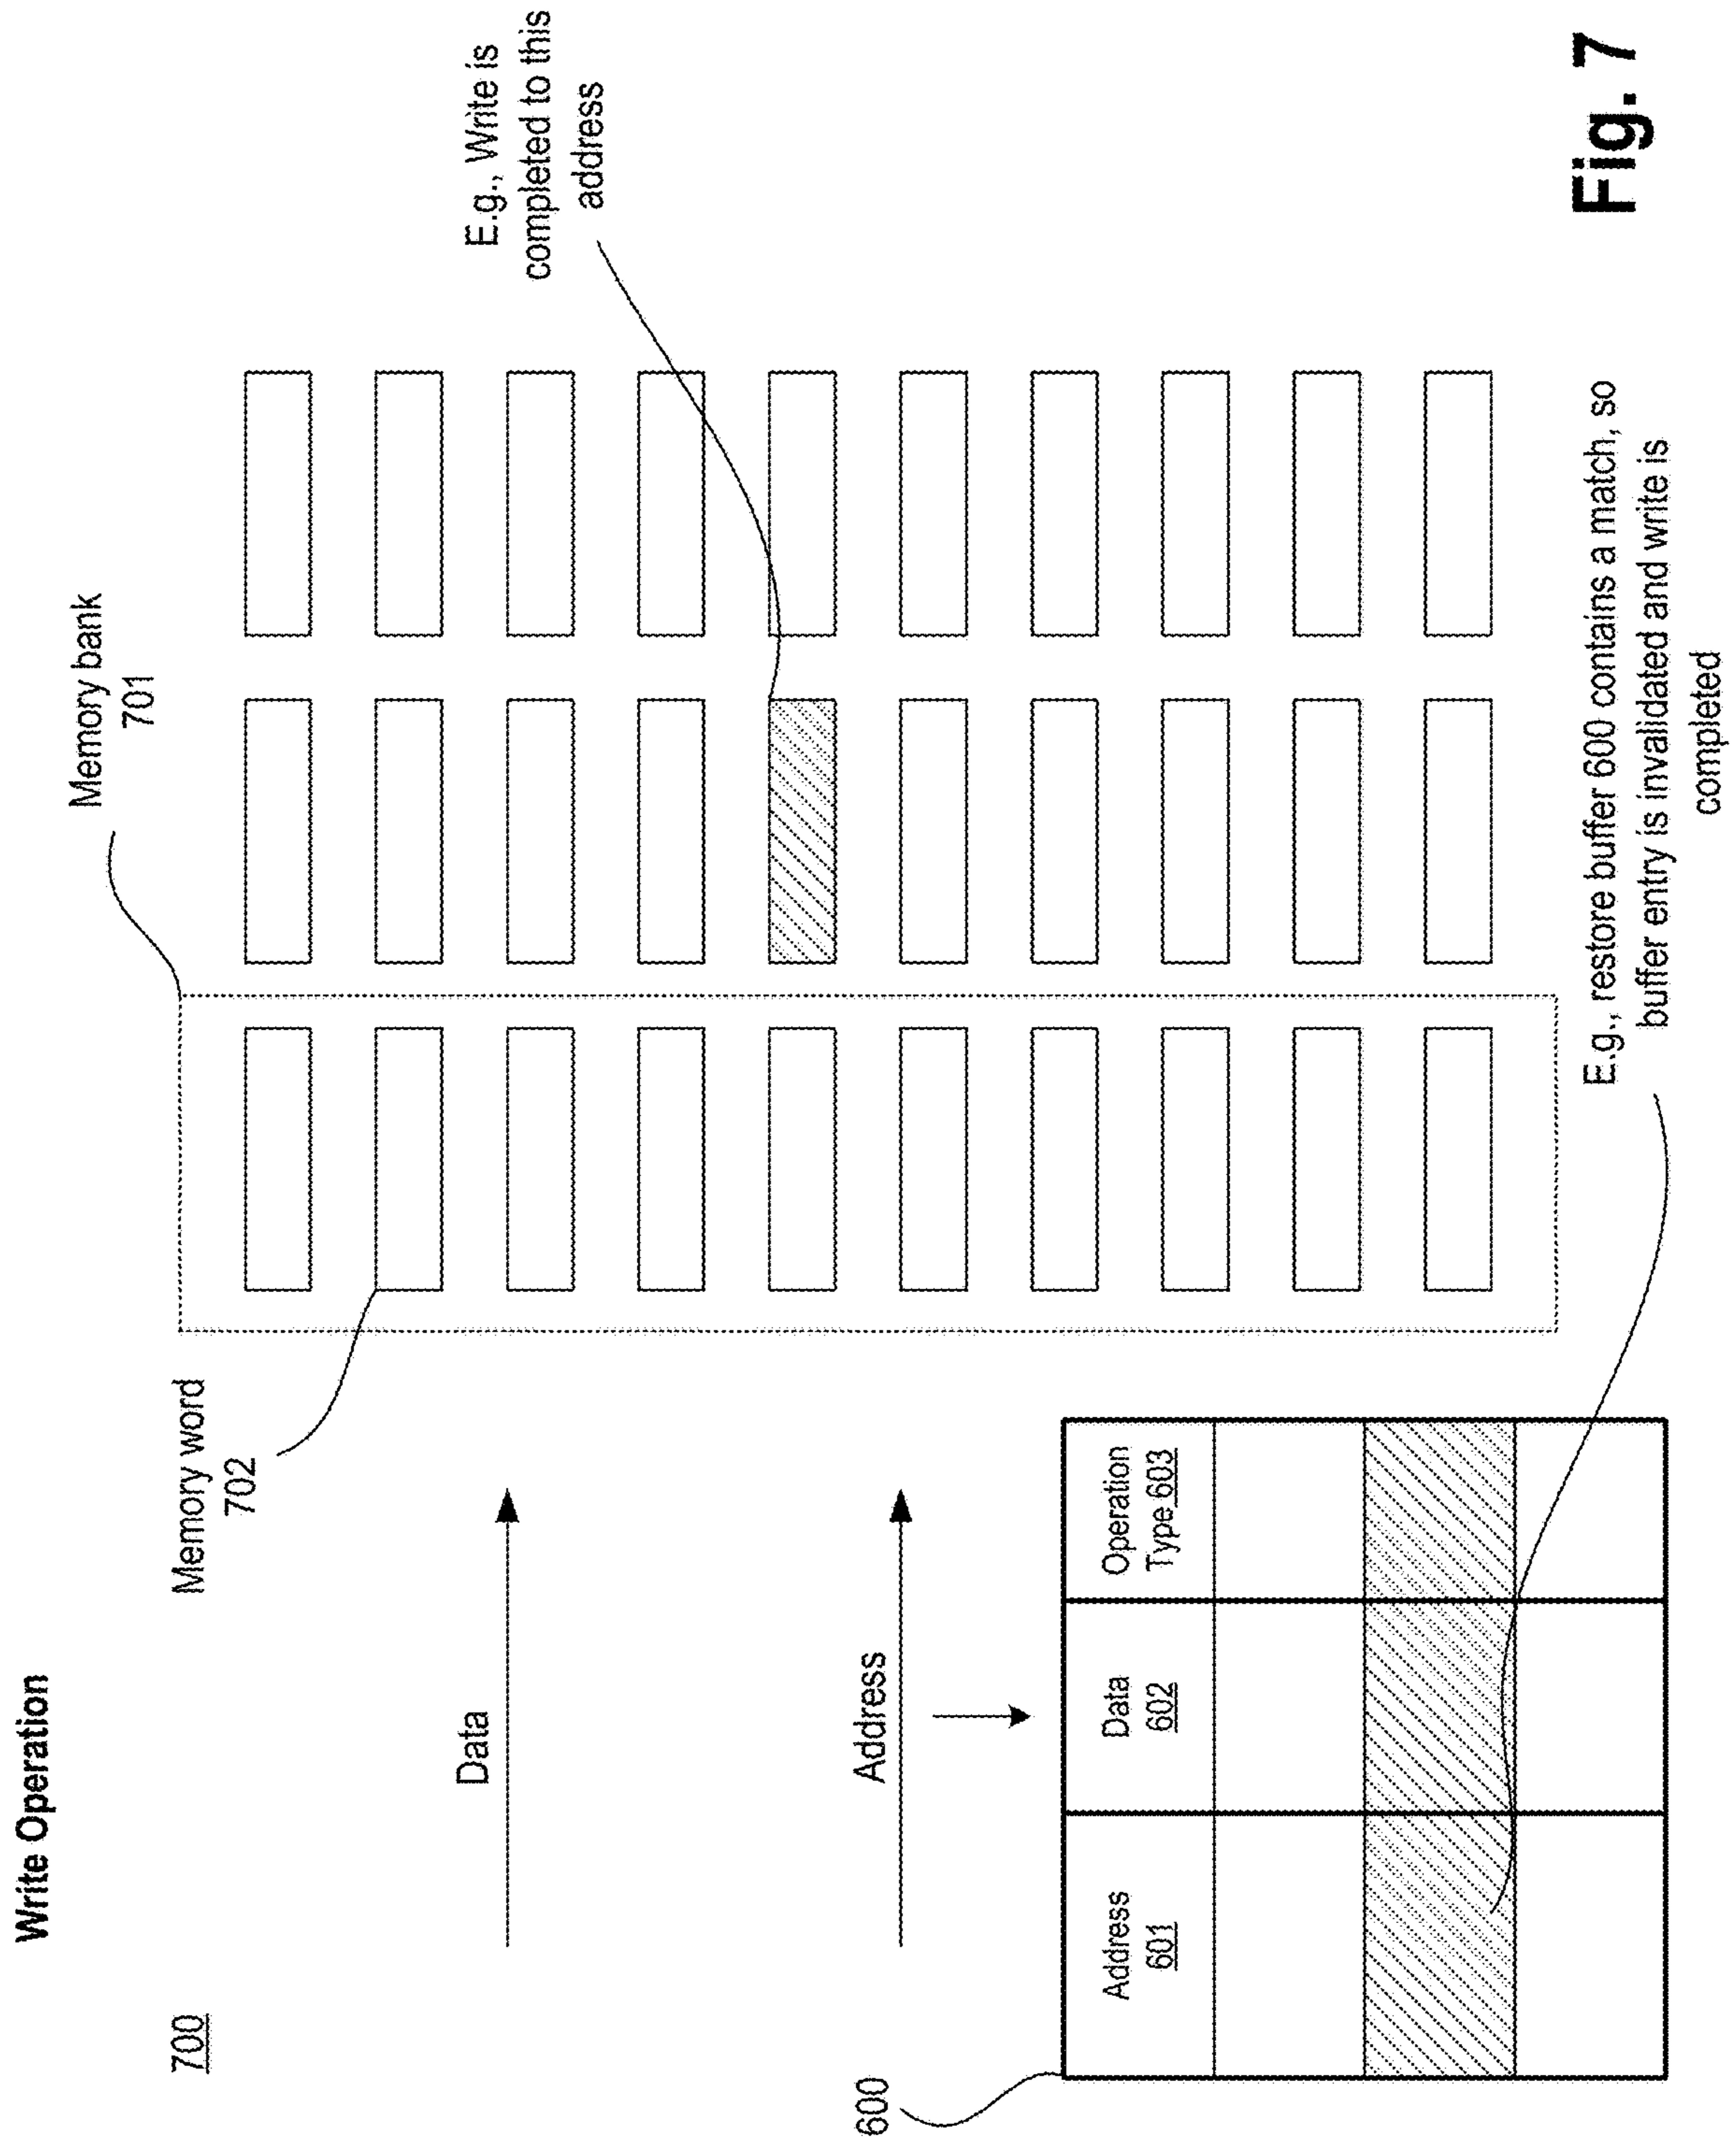 Write Operation
700
Data
Address
600
Address
601
Data
602
Operation
Type 603
Memory word
702
Memory bank
701
E.g., Write is
completed to this
address
E.g., restore buffer 600 contains a match, so
buffer entry is invalidated and write is
completed
Fig. 7